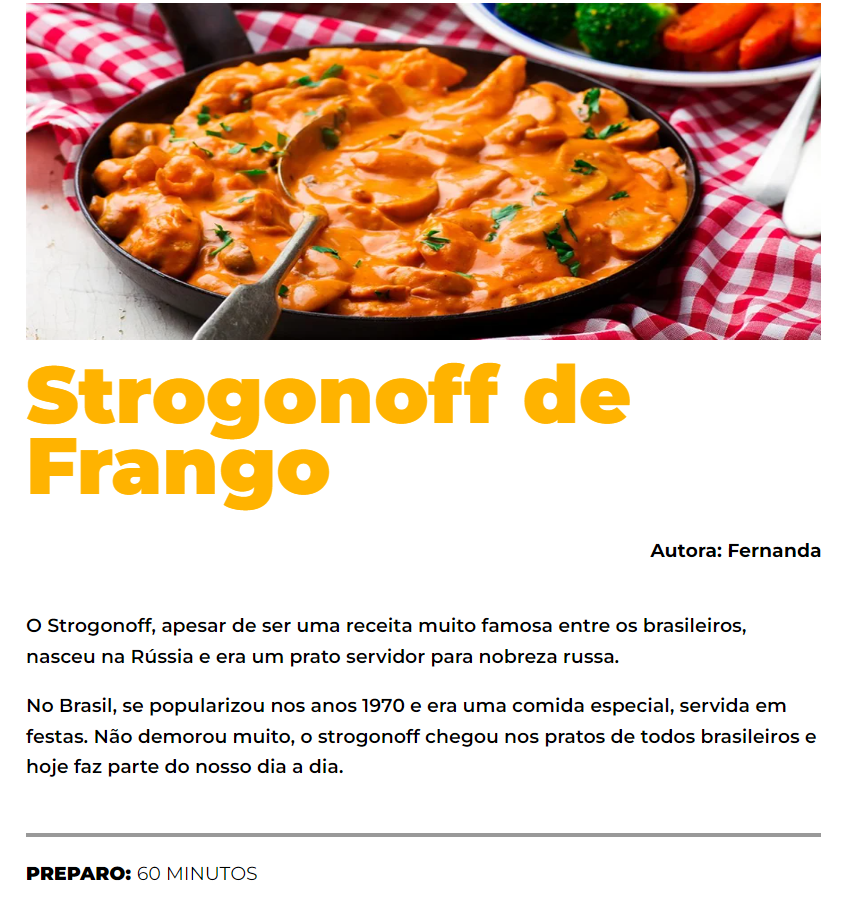 Strogonoff de
Frango
Autora: Fernanda
O Strogonoff, apesar de ser uma receita muito famosa entre os brasileiros,
nasceu na Rússia e era um prato servidor para nobreza russa.
No Brasil, se popularizou nos anos 1970 e era uma comida especial, servida em
festas. Não demorou muito, o strogonoff chegou nos pratos de todos brasileiros e
hoje faz parte do nosso dia a dia.
PREPARO: 60 MINUTOS